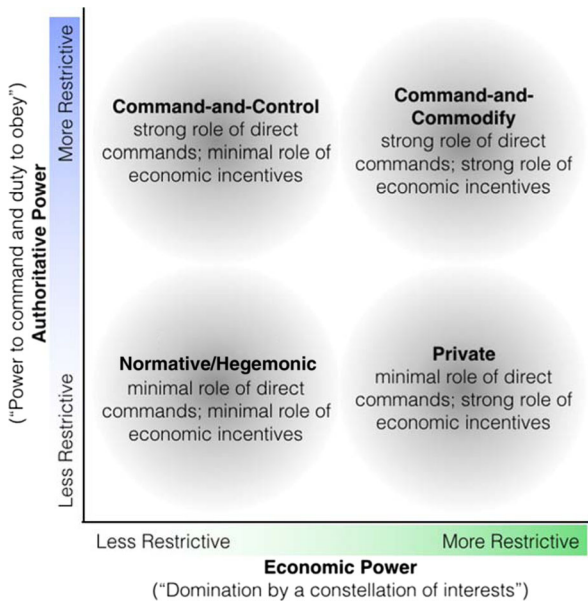 ("Power to command and duty to obey")
Authoritative Power
More Restrictive
Less Restrictive
Command-and-Control
strong role of direct
commands; minimal role of
economic incentives
Command-and-
Commodify
strong role of direct
commands; strong role of
economic incentives
Normative/Hegemonic
minimal role of direct
commands; minimal role of
economic incentives
Private
minimal role of direct
commands; strong role of
economic incentives
Less Restrictive
More Restrictive
Economic Power
("Domination by a constellation of interests")